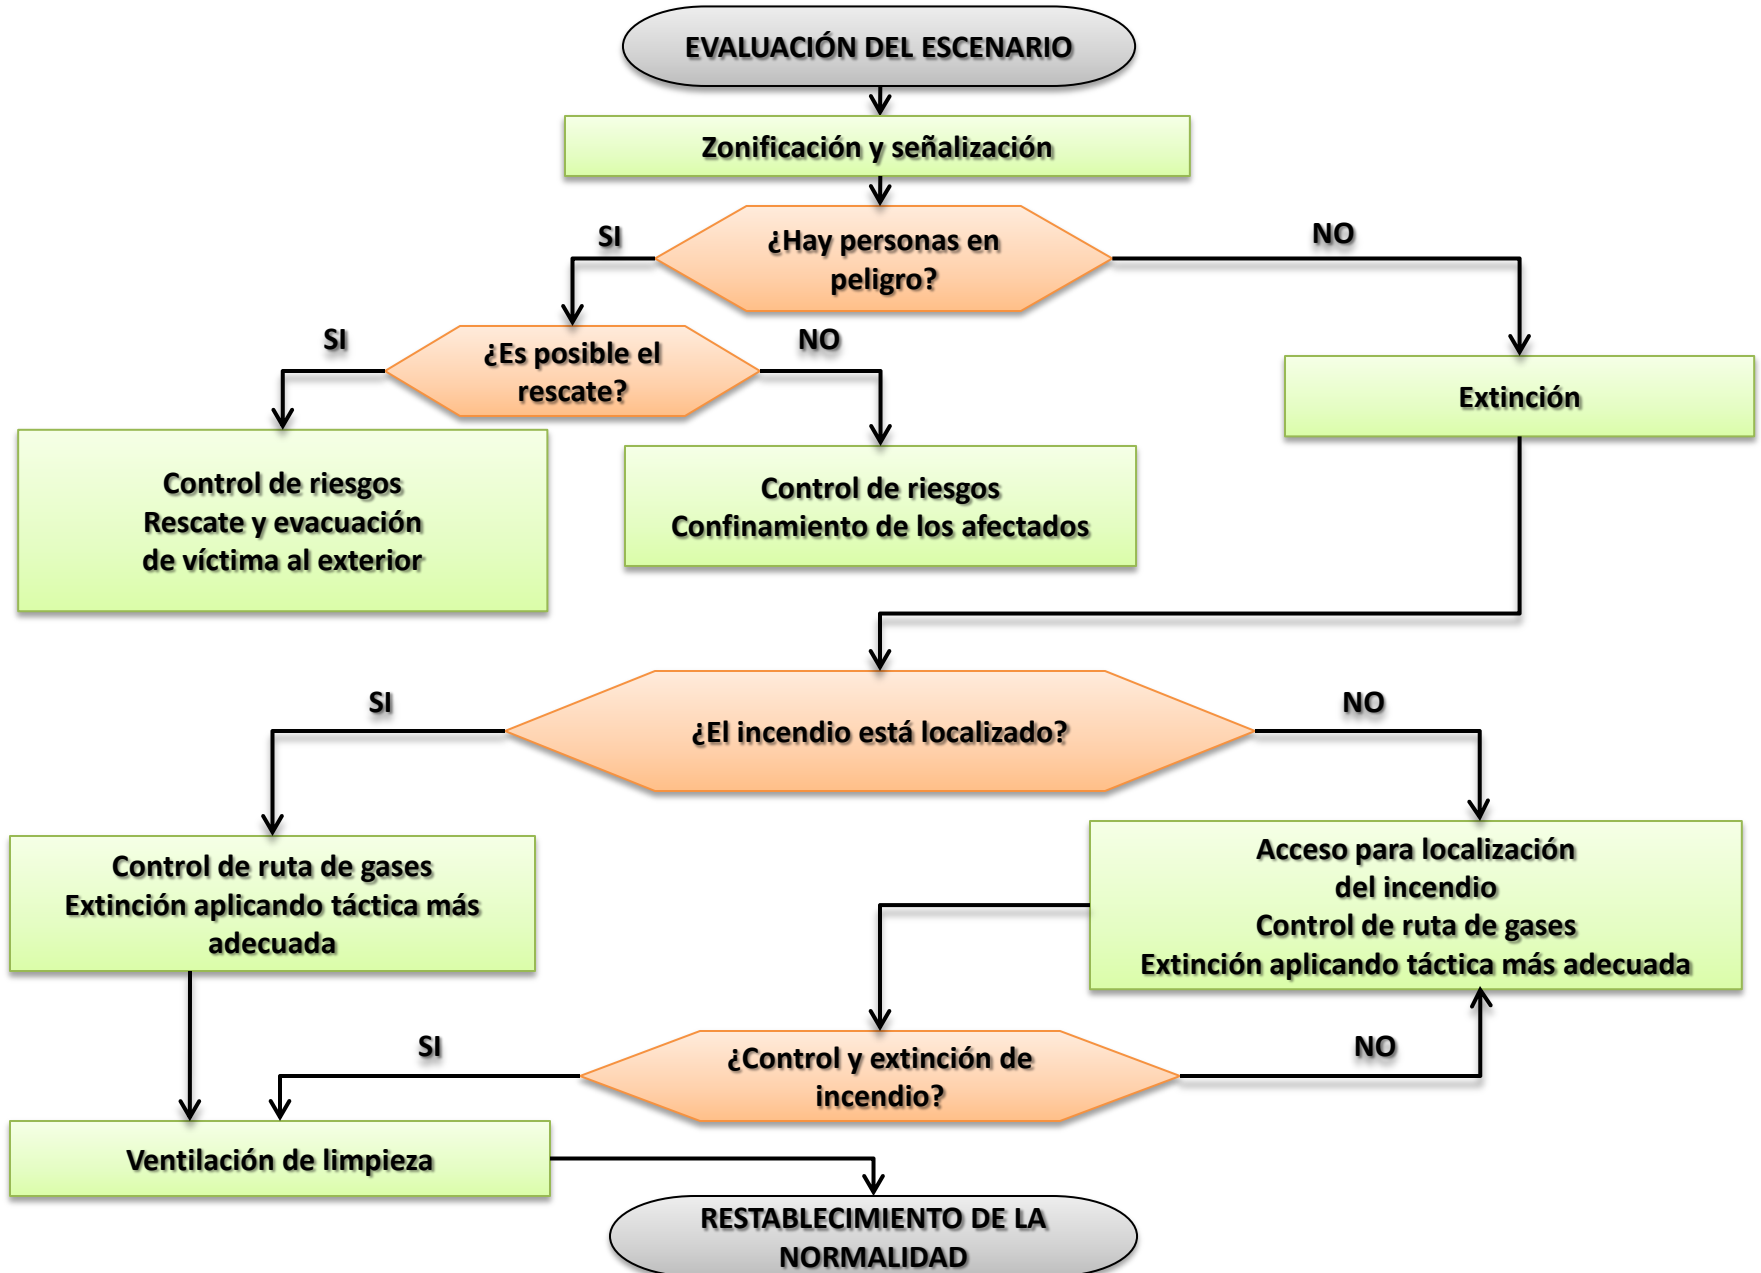 EVALUACIÓN DEL ESCENARIO
Zonificación y señalización
¿Hay personas en
peligro?
SI
NO
¿Es posible el
rescate?
SI
NO
Extinción
Control de riesgos
Rescate y evacuación
de víctima al exterior
Control de riesgos
Confinamiento de los afectados
¿El incendio está localizado?
SI
NO
Control de ruta de gases
Extinción aplicando táctica más
adecuada
Acceso para localización
del incendio
Control de ruta de gases
Extinción aplicando táctica más adecuada
¿Control y extinción de
incendio?
SI
NO
Ventilación de limpieza
RESTABLECIMIENTO DE LA
NORMALIDAD